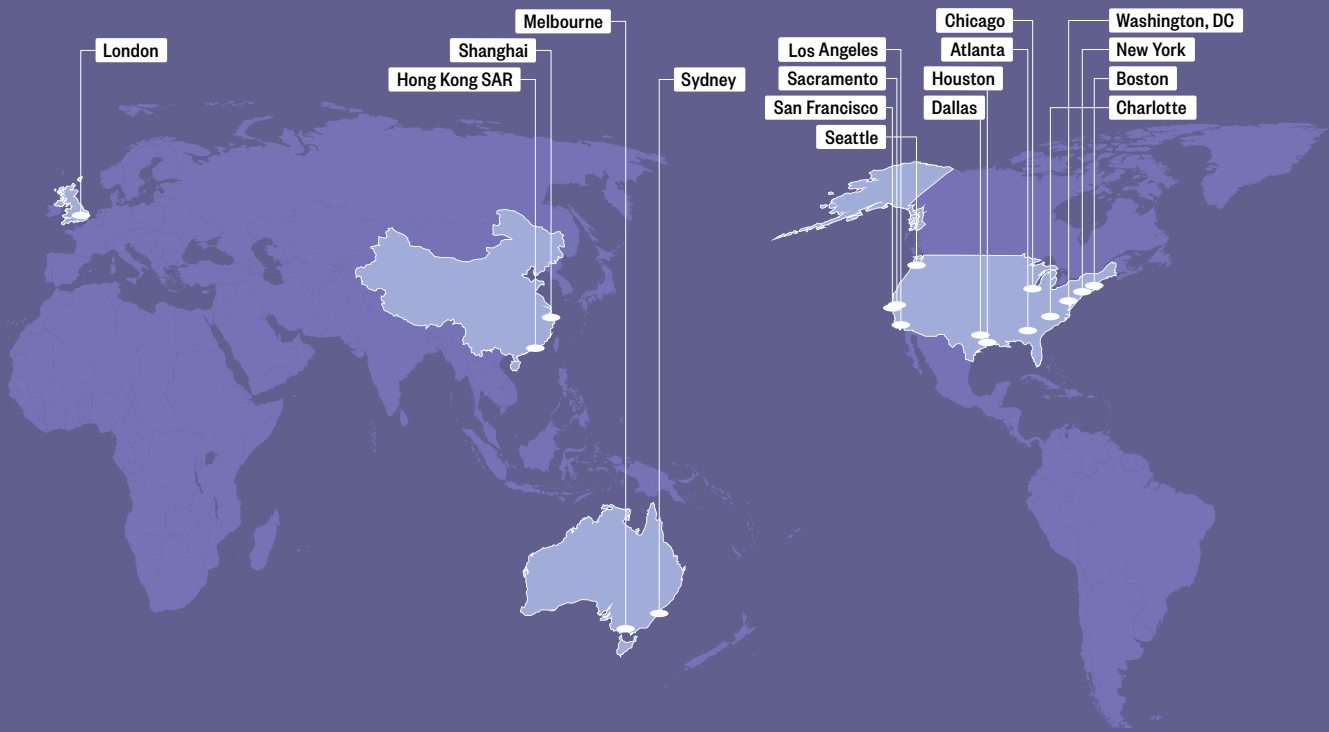 London
Melbourne
Shanghai
Hong Kong SAR
Sydney
Chicago
Los Angeles
Atlanta
Sacramento
Houston
San Francisco
Dallas
Seattle
Washington, DC
New York
Boston
Charlotte